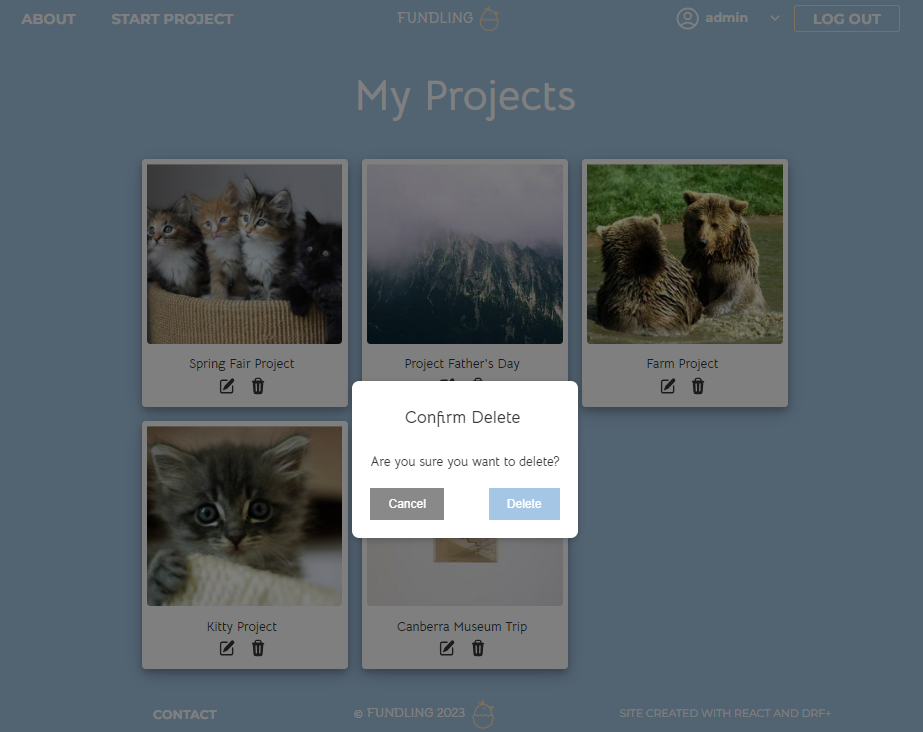 ABOUT START PROJECT FUNDLING admin LOG OUT
My Projects
Spring Fair Project Project Father's Day Farm Project
Confirm Delete
Are you sure you want to delete?
Cancel Delete
Kitty Project Canberra Museum Trip
CONTACT © FUNDLING 2023 SITE CREATED WITH REACT AND DRF+